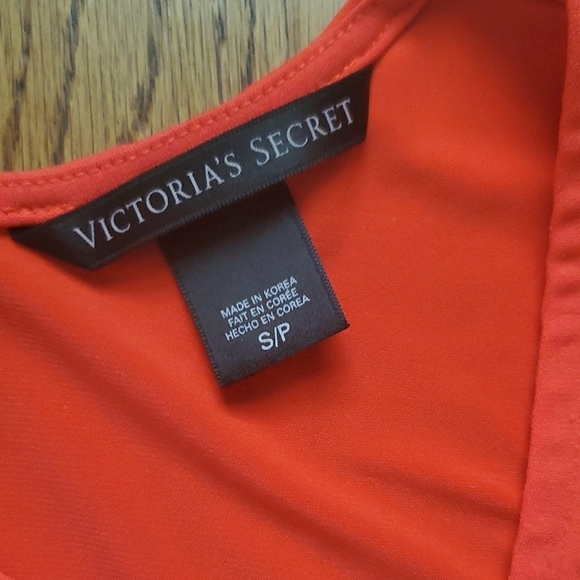 VICTORIA'S SECRET
MADE IN KOREA
FAIT EN CORÉE
HECHO EN COREA
S/P